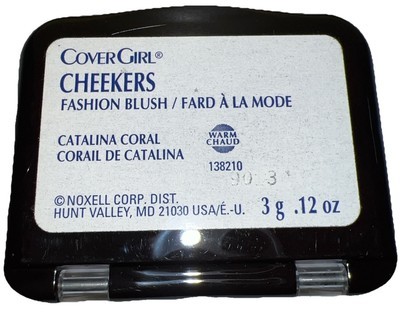 COVERGIRL®
CHEEKERS
FASHION BLUSH / FARD À LA MODE
CATALINA CORAL
CORAIL DE CATALINA
WARM
CHAUD
138210
© NOXELL CORP. DIST.
HUNT VALLEY, MD 21030 USA/É.-U.
3 g .12 oz